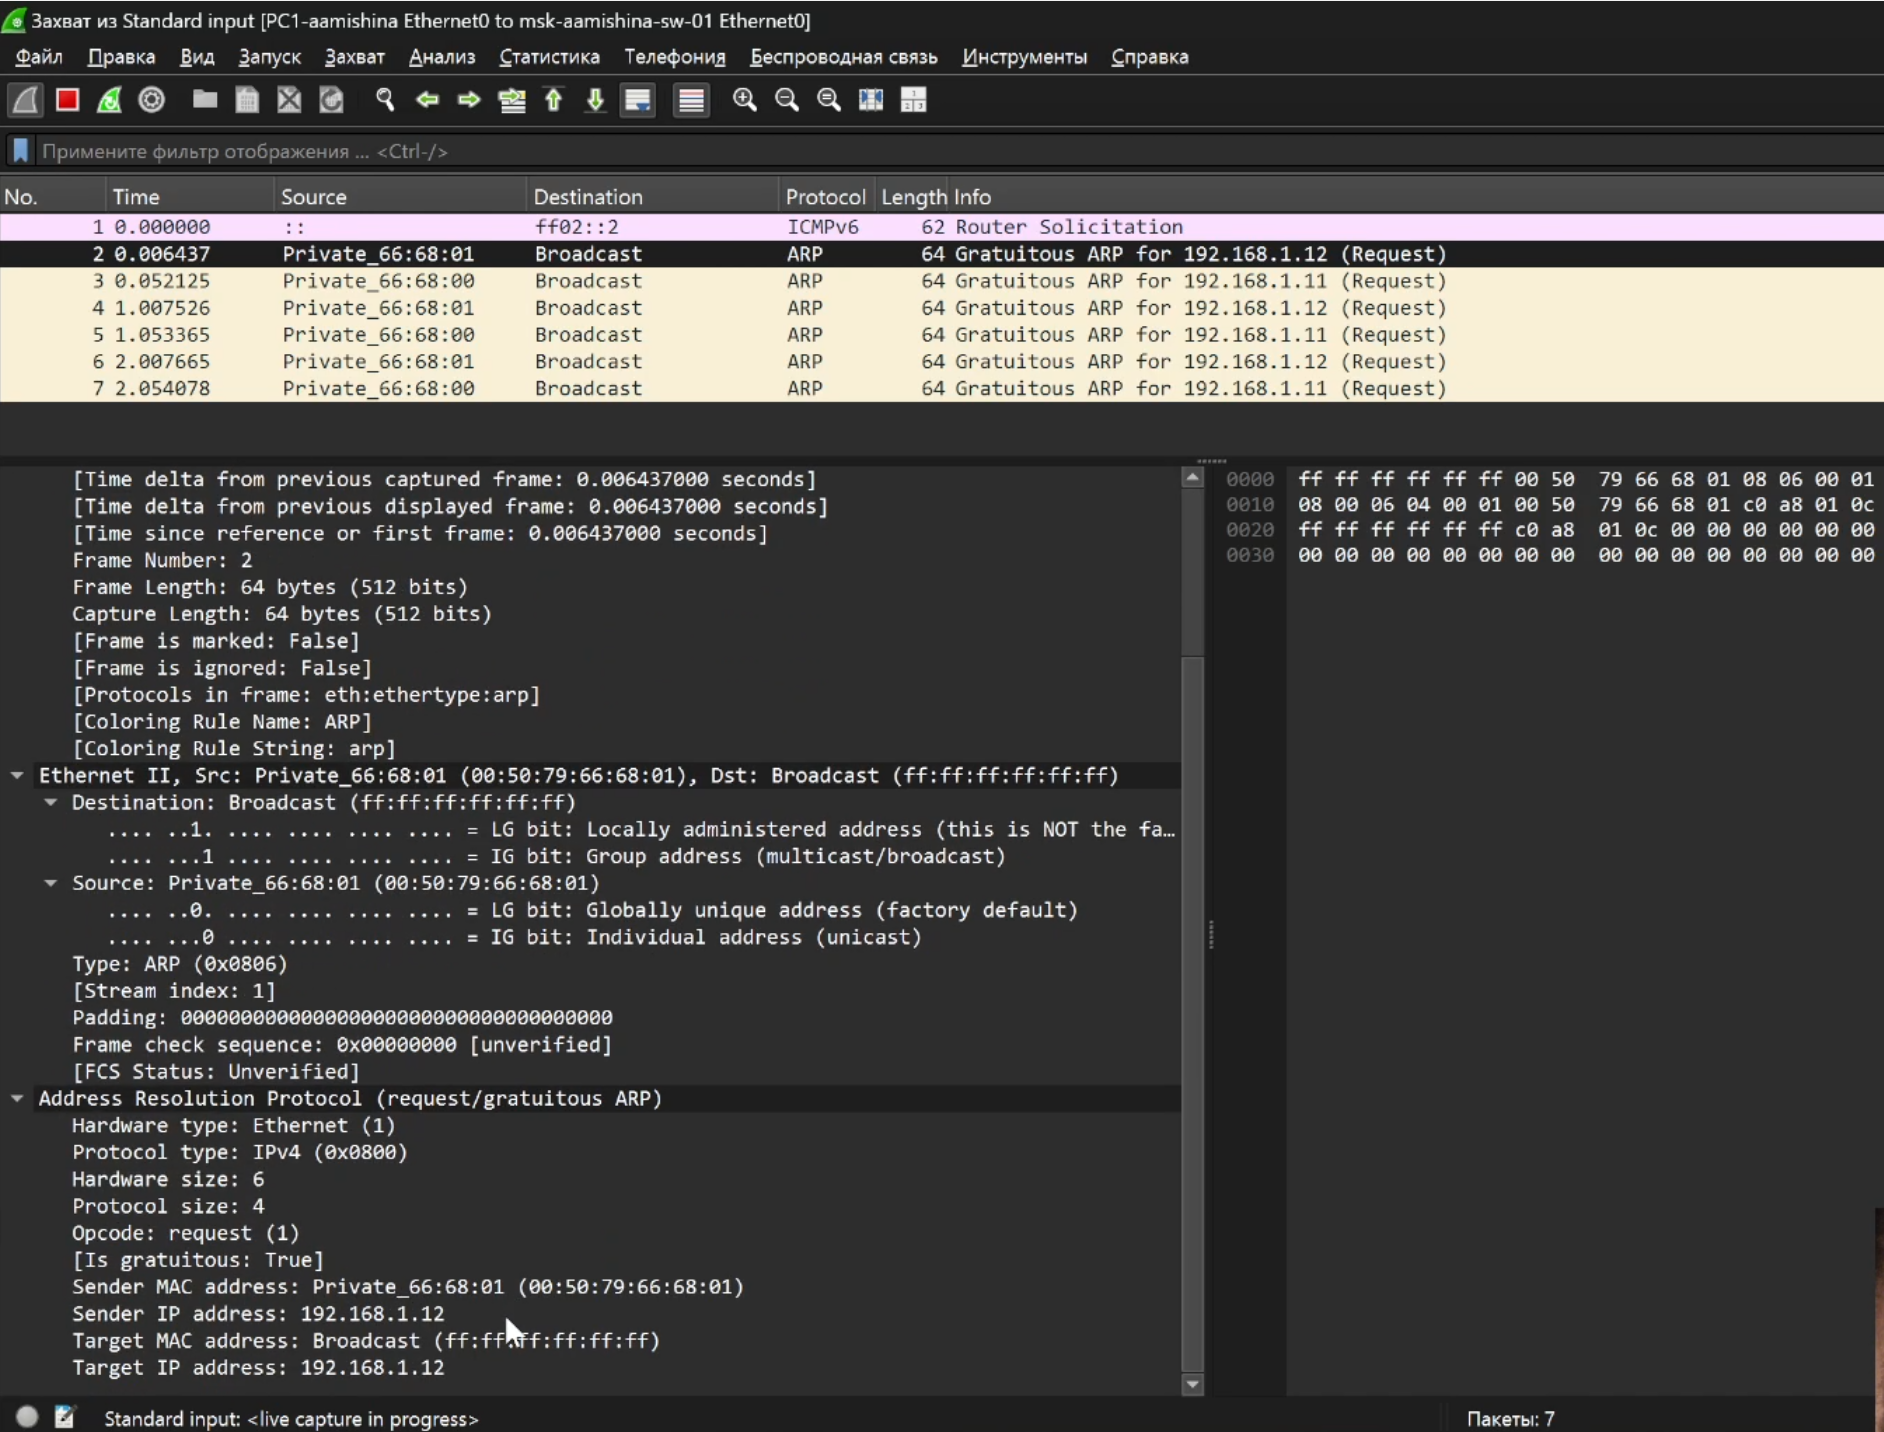 Захват из Standard input [PC1-aamishina Ethernet0 to msk-aamishina-sw-01 Ethernet0]
Файл Правка Вид Запуск Захват Анализ Статистика Телефония Беспроводная связь Инструменты Справка
Примените фильтр отображения ... <Ctrl-/>
No. Time Source Destination Protocol Length Info
1 0.000000 :: ff02::2 ICMPv6 62 Router Solicitation
2 0.006437 Private_66:68:01 Broadcast ARP 64 Gratuitous ARP for 192.168.1.12 (Request)
3 0.052125 Private_66:68:00 Broadcast ARP 64 Gratuitous ARP for 192.168.1.11 (Request)
4 1.007526 Private_66:68:01 Broadcast ARP 64 Gratuitous ARP for 192.168.1.12 (Request)
5 1.053365 Private_66:68:00 Broadcast ARP 64 Gratuitous ARP for 192.168.1.11 (Request)
6 2.007665 Private_66:68:01 Broadcast ARP 64 Gratuitous ARP for 192.168.1.12 (Request)
7 2.054078 Private_66:68:00 Broadcast ARP 64 Gratuitous ARP for 192.168.1.11 (Request)
[Time delta from previous captured frame: 0.006437000 seconds]
[Time delta from previous displayed frame: 0.006437000 seconds]
[Time since reference or first frame: 0.006437000 seconds]
Frame Number: 2
Frame Length: 64 bytes (512 bits)
Capture Length: 64 bytes (512 bits)
[Frame is marked: False]
[Frame is ignored: False]
[Protocols in frame: eth:ethertype:arp]
[Coloring Rule Name: ARP]
[Coloring Rule String: arp]
Ethernet II, Src: Private_66:68:01 (00:50:79:66:68:01), Dst: Broadcast (ff:ff:ff:ff:ff:ff)
Destination: Broadcast (ff:ff:ff:ff:ff:ff)
.... ..1. .... .... .... .... = LG bit: Locally administered address (this is NOT the fa…
.... ...1 .... .... .... .... = IG bit: Group address (multicast/broadcast)
Source: Private_66:68:01 (00:50:79:66:68:01)
.... ..0. .... .... .... .... = LG bit: Globally unique address (factory default)
.... ...0 .... .... .... .... = IG bit: Individual address (unicast)
Type: ARP (0x0806)
[Stream index: 1]
Padding: 000000000000000000000000000000000000
Frame check sequence: 0x00000000 [unverified]
[FCS Status: Unverified]
Address Resolution Protocol (request/gratuitous ARP)
Hardware type: Ethernet (1)
Protocol type: IPv4 (0x0800)
Hardware size: 6
Protocol size: 4
Opcode: request (1)
[Is gratuitous: True]
Sender MAC address: Private_66:68:01 (00:50:79:66:68:01)
Sender IP address: 192.168.1.12
Target MAC address: Broadcast (ff:ff:ff:ff:ff:ff)
Target IP address: 192.168.1.12
0000 ff ff ff ff ff ff 00 50 79 66 68 01 08 06 00 01
0010 08 00 06 04 00 01 00 50 79 66 68 01 c0 a8 01 0c
0020 ff ff ff ff ff ff c0 a8 01 0c 00 00 00 00 00 00
0030 00 00 00 00 00 00 00 00 00 00 00 00 00 00 00 00
Standard input: <live capture in progress>
Пакеты: 7